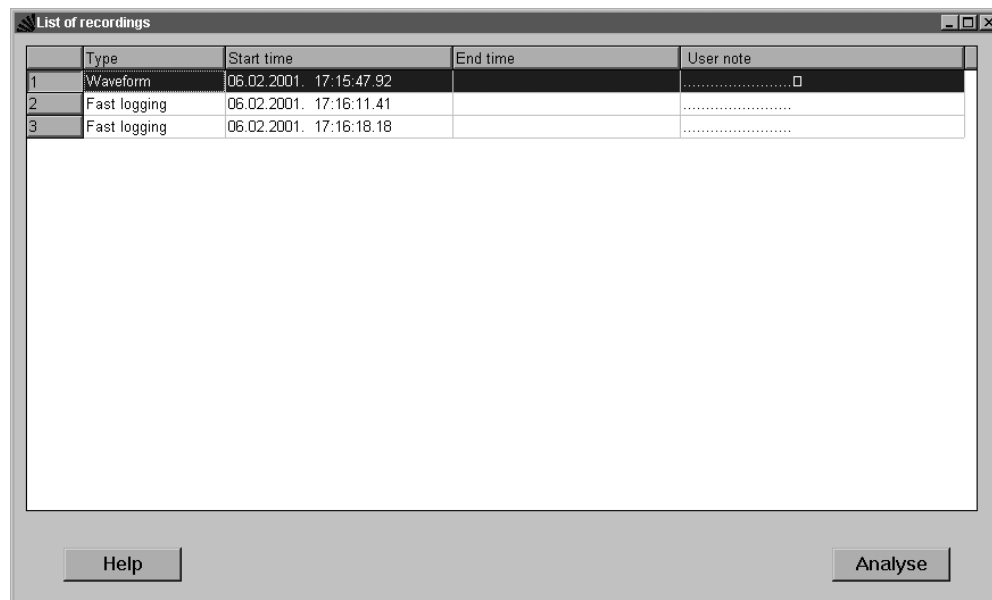 List of recordings
Type Start time End time User note
1 Waveform 06.02.2001. 17:15:47.92 ........................□
2 Fast logging 06.02.2001. 17:16:11.41 ........................
3 Fast logging 06.02.2001. 17:16:18.18 ........................
Help Analyse